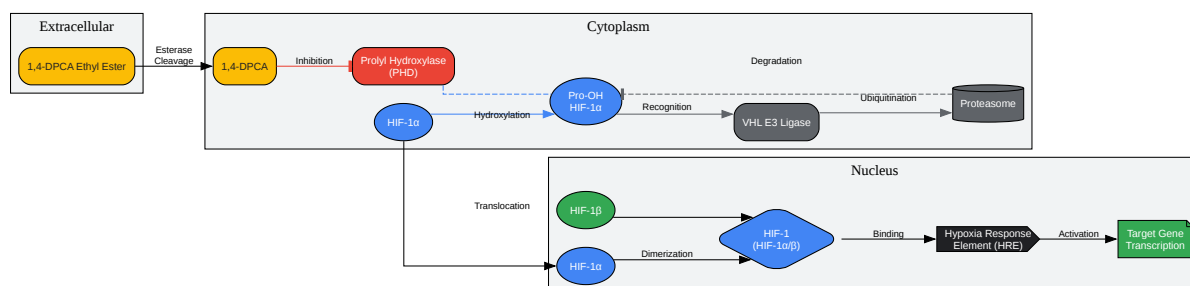 Extracellular
Cytoplasm
1,4-DPCA Ethyl Ester
Esterase
Cleavage
1,4-DPCA
Inhibition
Prolyl Hydroxylase
(PHD)
Degradation
HIF-1α
Hydroxylation
Pro-OH
HIF-1α
Recognition
VHL E3 Ligase
Ubiquitination
Proteasome
Nucleus
Translocation
HIF-1β
HIF-1α
Dimerization
HIF-1
(HIF-1α/β)
Binding
Hypoxia Response
Element (HRE)
Activation
Target Gene
Transcription